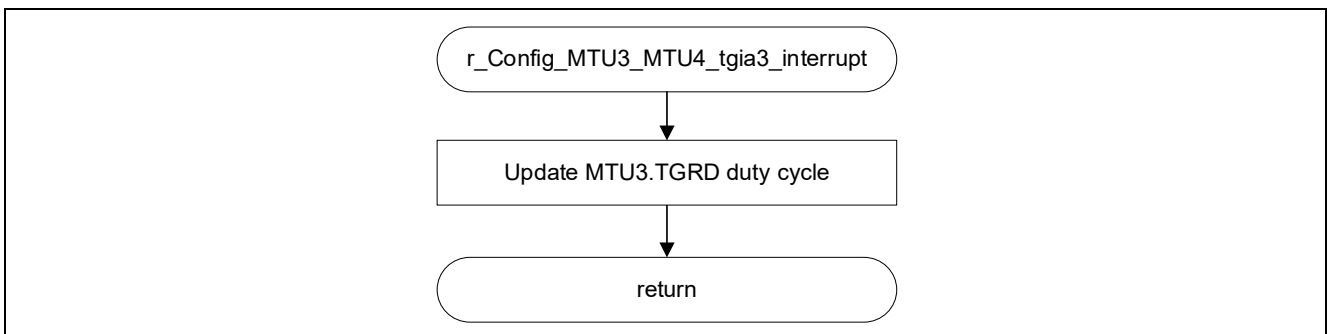 r_Config_MTU3_MTU4_tgia3_interrupt
Update MTU3.TGRD duty cycle
return